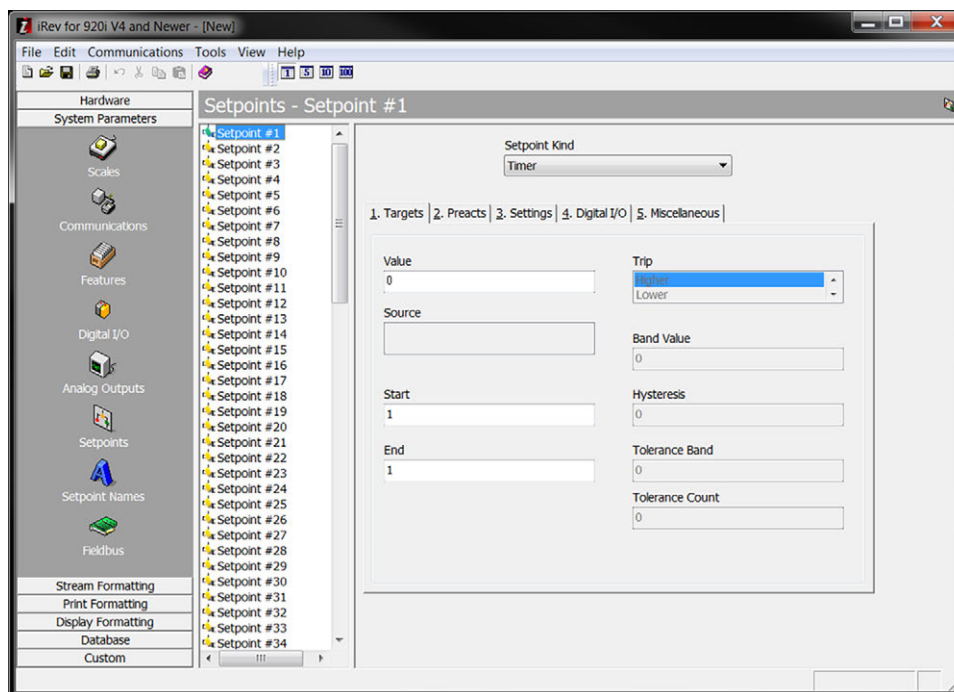 iRev for 920i V4 and Newer - [New]
File Edit Communications Tools View Help
1 5 10 100
Hardware
System Parameters
Scales
Communications
Features
Digital I/O
Analog Outputs
Setpoints
Setpoint Names
Fieldbus
Stream Formatting
Print Formatting
Display Formatting
Database
Custom
Setpoints - Setpoint #1
Setpoint #1
Setpoint #2
Setpoint #3
Setpoint #4
Setpoint #5
Setpoint #6
Setpoint #7
Setpoint #8
Setpoint #9
Setpoint #10
Setpoint #11
Setpoint #12
Setpoint #13
Setpoint #14
Setpoint #15
Setpoint #16
Setpoint #17
Setpoint #18
Setpoint #19
Setpoint #20
Setpoint #21
Setpoint #22
Setpoint #23
Setpoint #24
Setpoint #25
Setpoint #26
Setpoint #27
Setpoint #28
Setpoint #29
Setpoint #30
Setpoint #31
Setpoint #32
Setpoint #33
Setpoint #34
Setpoint Kind
Timer
1. Targets 2. Preacts 3. Settings 4. Digital I/O 5. Miscellaneous
Value
0
Source
Start
1
End
1
Trip
Higher
Lower
Band Value
0
Hysteresis
0
Tolerance Band
0
Tolerance Count
0